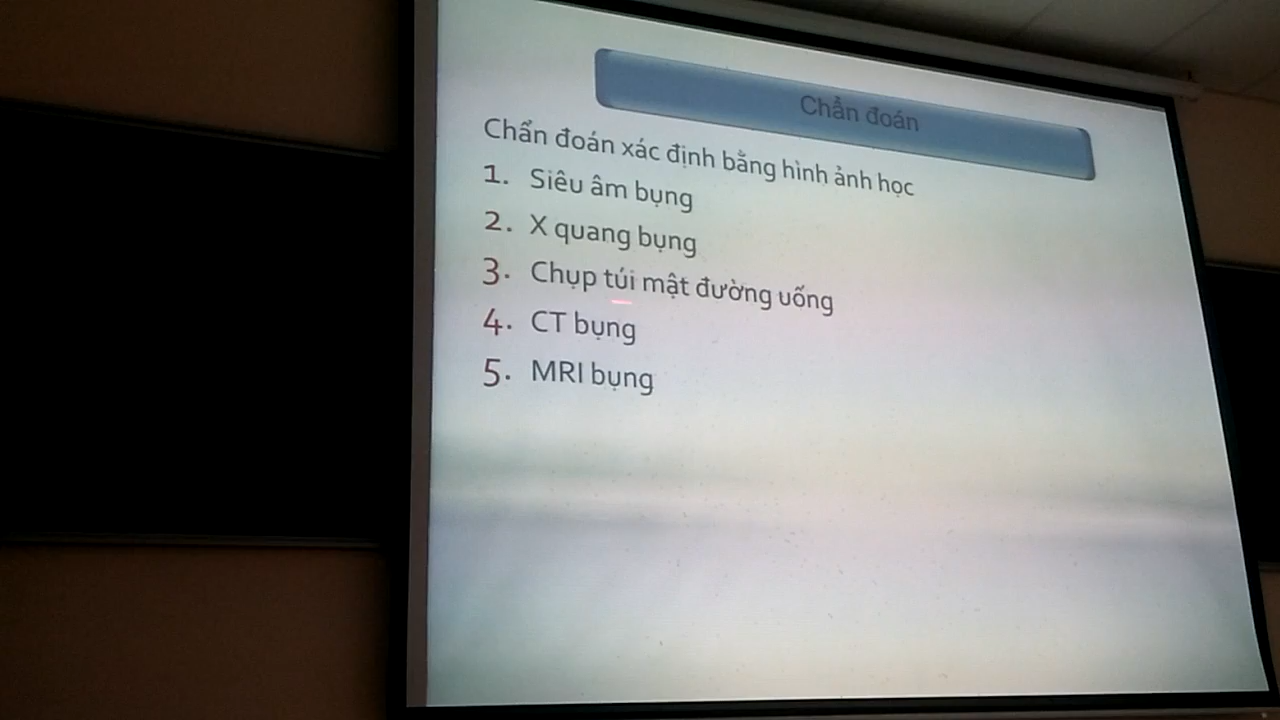 Chẩn đoán
Chẩn đoán xác định bằng hình ảnh học
1. Siêu âm bụng
2. X quang bụng
3. Chụp túi mật đường uống
4. CT bụng
5. MRI bụng